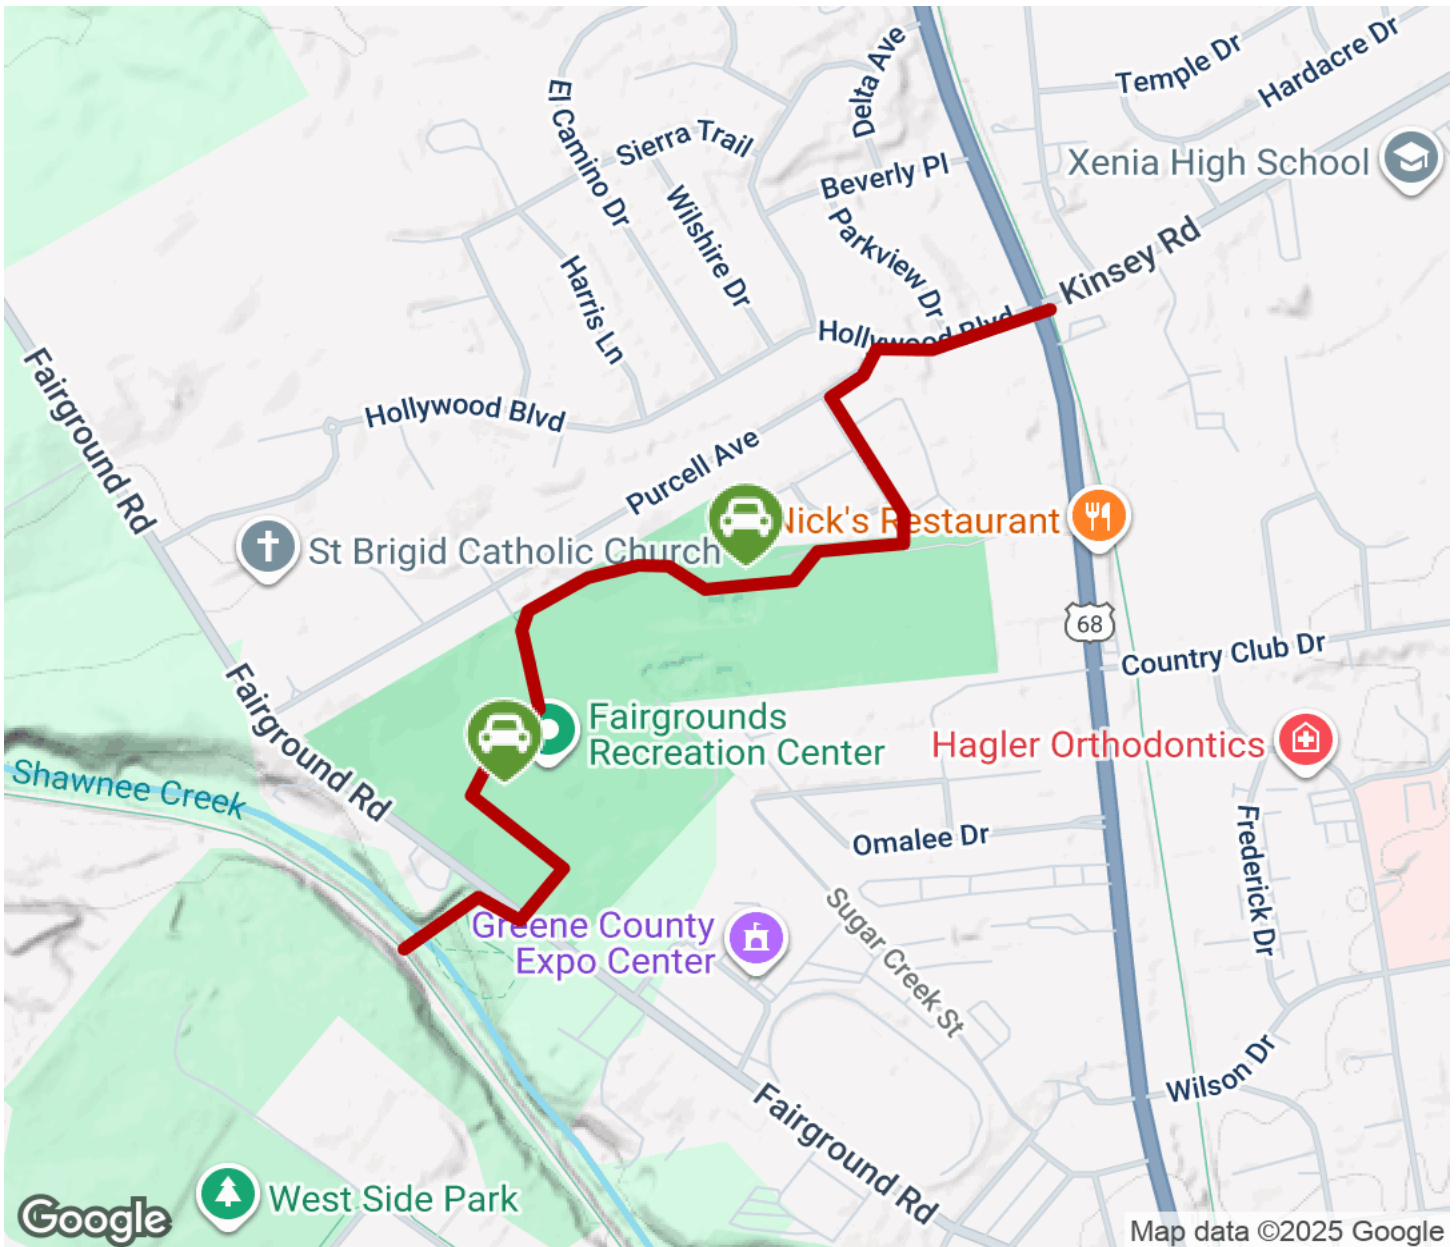 Temple Dr
Hardacre Dr
Delta Ave
El Camino Dr
Sierra Trail
Xenia High School
Beverly Pl
Wilshire Dr
Parkview Dr
Kinsey Rd
Harris Ln
Hollywood Blvd
Fairground Rd
Hollywood Blvd
Purcell Ave
Nick's Restaurant
St Brigid Catholic Church
68
Country Club Dr
Fairground Rd
Fairgrounds
Recreation Center
Hagler Orthodontics
Shawnee Creek
Omalee Dr
Frederick Dr
Sugar Creek St
Greene County
Expo Center
Wilson Dr
Fairground Rd
West Side Park
Google
Map data ©2025 Google